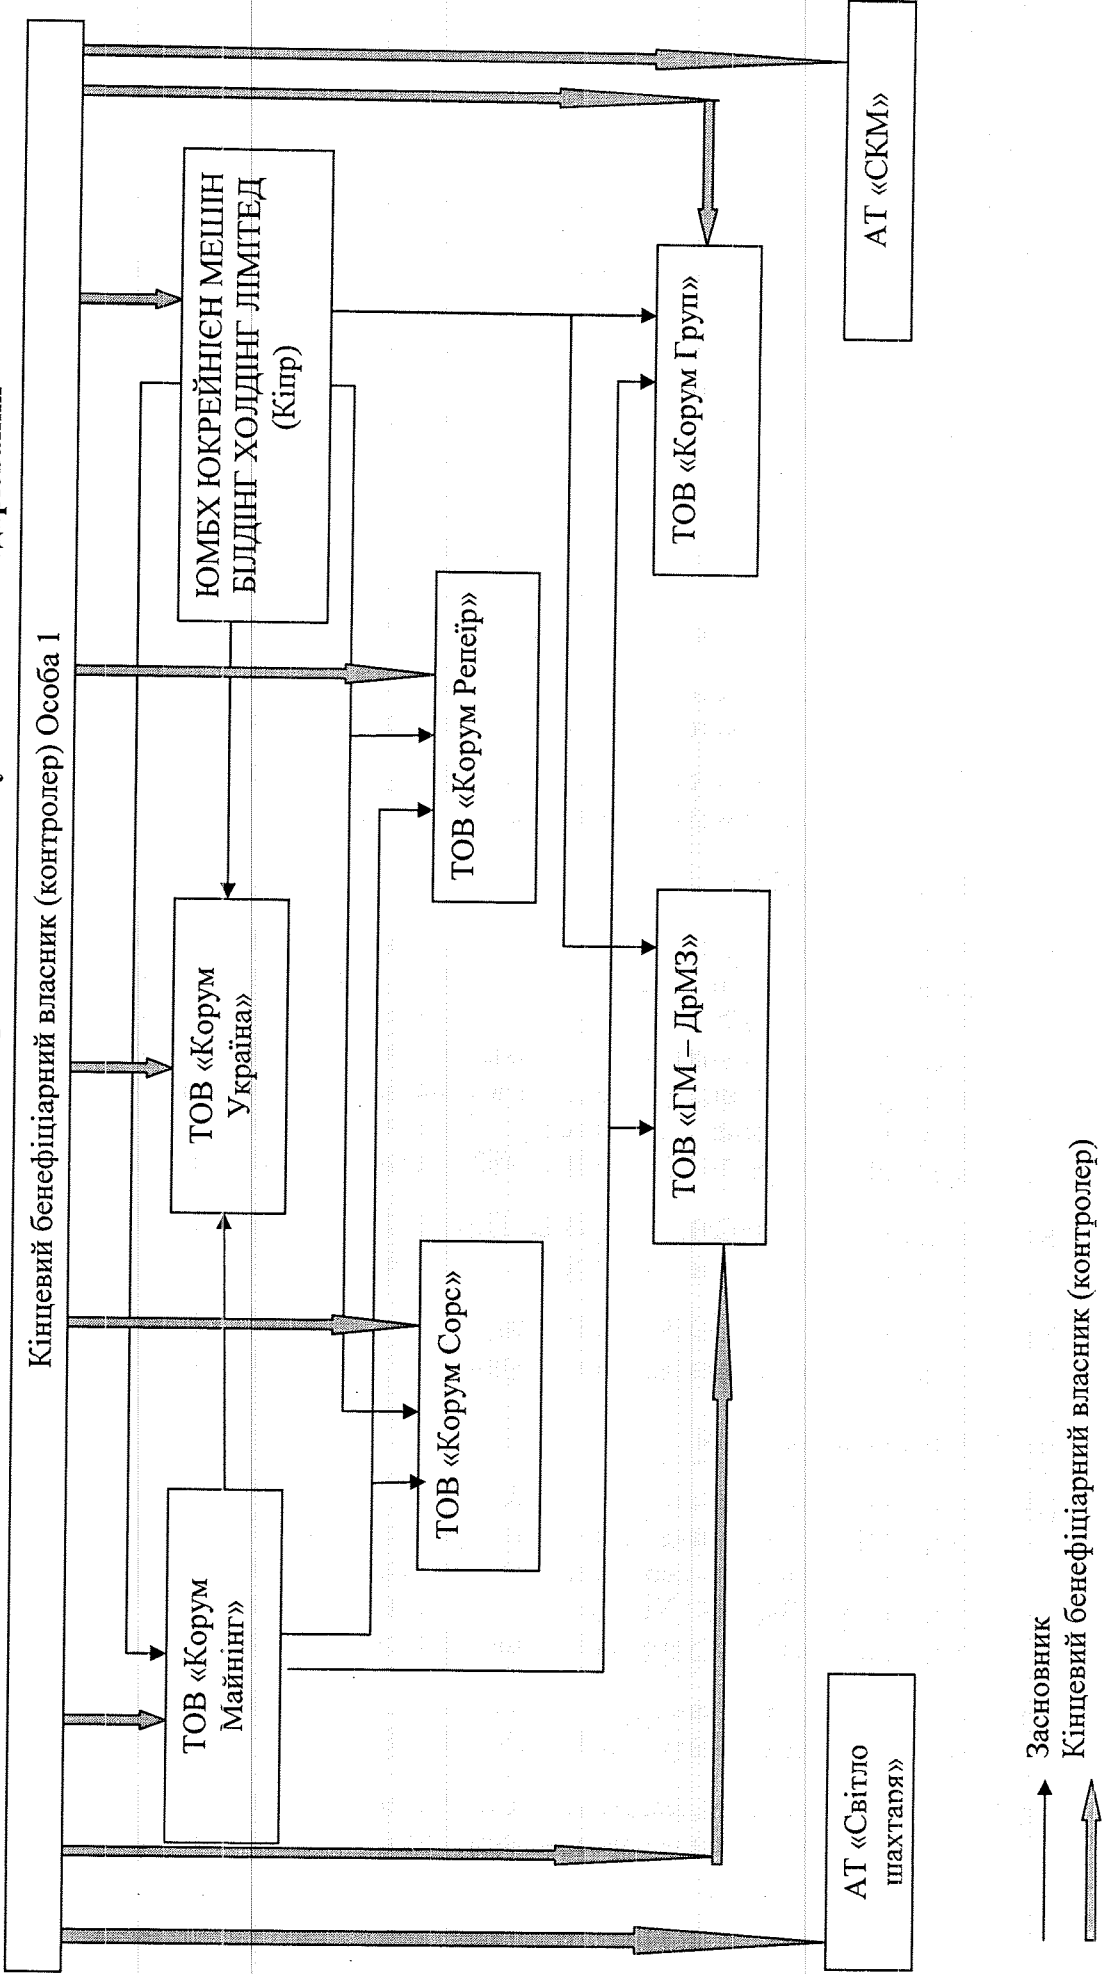 Кінцевий бенефіціарний власник (контролер) Особа 1
ТОВ «Корум
Майнінг»
ТОВ «Корум
Україна»
ЮМБХ ЮКРЕЙНІЄН МЕШІН
БІЛДІНГ ХОЛДІНГ ЛІМІТЕД
(Кіпр)
ТОВ «Корум Сорс»
ТОВ «Корум Репеїр»
ТОВ «ГМ – ДрМЗ»
ТОВ «Корум Груп»
АТ «Світло
шахтаря»
АТ «СКМ»
Засновник
Кінцевий бенефіціарний власник (контролер)